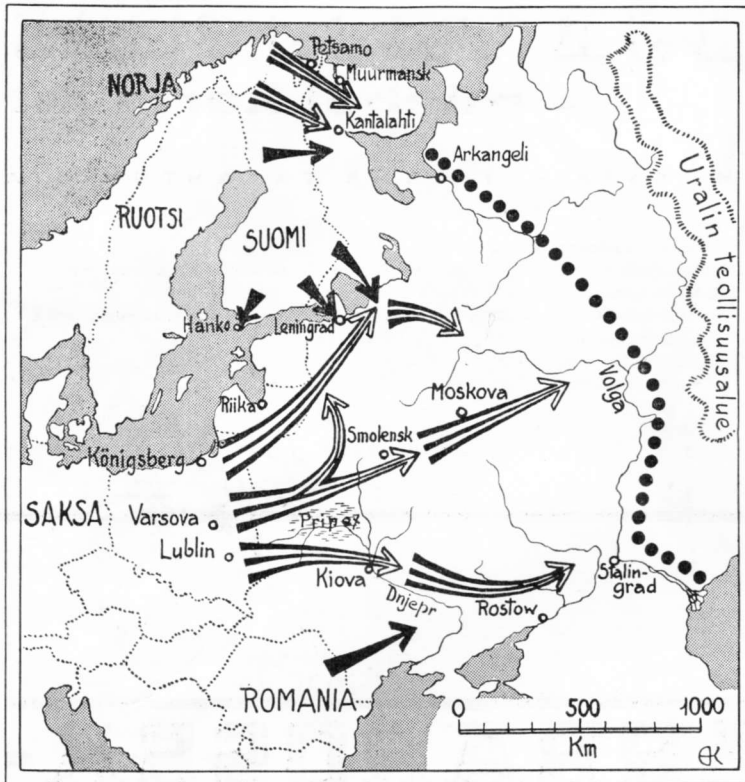 Petsamo
NORJA
Muurmansk
Kantalahti
Arkangeli
Uralin teollisuusalue
RUOTSI
SUOMI
Hanko
Leningrad
Volga
Riika
Moskova
Smolensk
Königsberg
SAKSA
Varsova
Pripet
Lublin
Kiova
Stalin-
grad
Dnjepr
Rostow
ROMANIA
0 500 1000
Km